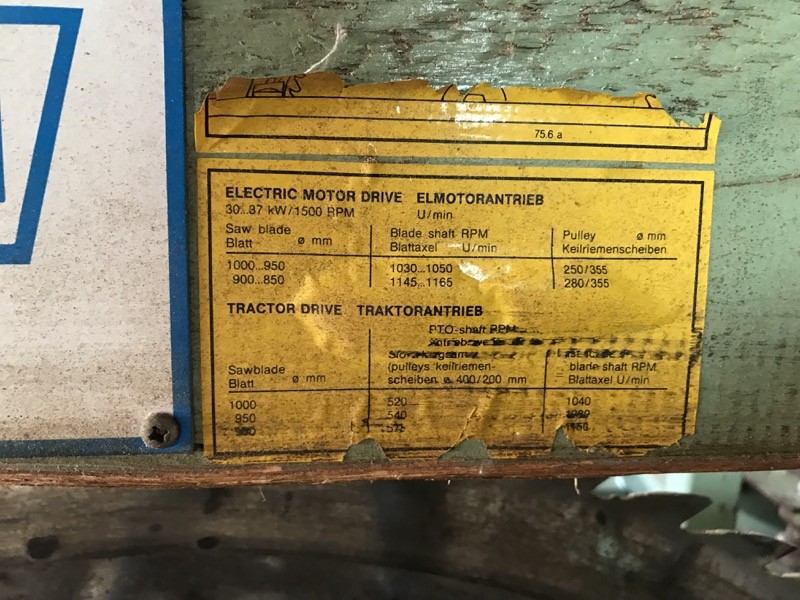 75.6 a
ELECTRIC MOTOR DRIVE ELMOTORANTRIEB
30...37 kW/1500 RPM U/min
Saw blade ø mm Blade shaft RPM Pulley ø mm
Blatt Blattaxel U/min Keilriemenscheiben
1000...950 1030...1050 250/355
900...850 1145...1165 280/355
TRACTOR DRIVE TRAKTORANTRIEB
PTO-shaft RPM
Sawblade ø mm (pulleys keilriemen- blade shaft RPM
Blatt scheiben ø 400/200 mm Blattaxel U/min
1000 520 1040
950 540